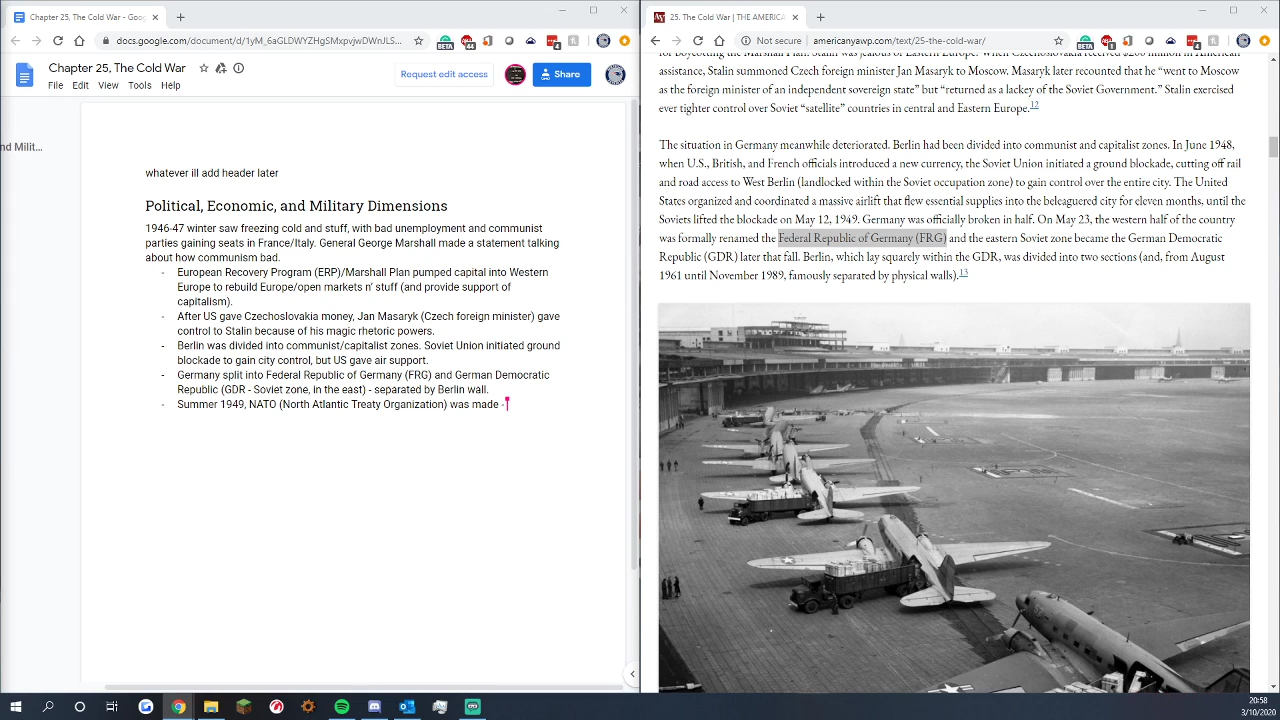 Chapter 25, The Cold War - Goo
docs.google.com/document/d/1yM_6aGLDWYZHgSMxpvjwDWnJLS...
Chapter 25, The Cold War
File Edit View Tools Help
Request edit access
Share
nd Milit...
whatever ill add header later
Political, Economic, and Military Dimensions
1946-47 winter saw freezing cold and stuff, with bad unemployment and communist
parties gaining seats in France/Italy. General George Marshall made a statement talking
about how communism bad.
- European Recovery Program (ERP)/Marshall Plan pumped capital into Western
Europe to rebuild Europe/open markets n' stuff (and provide support of
capitalism).
- After US gave Czechoslovakia money, Jan Masaryk (Czech foreign minister) gave
control to Stalin because of his magic rhetoric powers.
- Berlin was divided into communist/capitalist zones. Soviet Union initiated ground
blockade to gain city control, but US gave air support.
- Germany split into Federal Republic of Germany (FRG) and German Democratic
Republic (GDR - Soviet zone, in the east) - separated by Berlin wall.
- Summer 1949, NATO (North Atlantic Treaty Organization) was made -
25. The Cold War | THE AMERICA
Not secure americanyawp.com/text/25-the-cold-war/
assistance, Stalin summoned Czech foreign minister Jan Masaryk to Moscow. Masaryk later recounted that he “went to Moscow
as the foreign minister of an independent sovereign state” but “returned as a lackey of the Soviet Government.” Stalin exercised
ever tighter control over Soviet “satellite” countries in central and Eastern Europe.12
The situation in Germany meanwhile deteriorated. Berlin had been divided into communist and capitalist zones. In June 1948,
when U.S., British, and French officials introduced a new currency, the Soviet Union initiated a ground blockade, cutting off rail
and road access to West Berlin (landlocked within the Soviet occupation zone) to gain control over the entire city. The United
States organized and coordinated a massive airlift that flew essential supplies into the beleaguered city for eleven months, until the
Soviets lifted the blockade on May 12, 1949. Germany was officially broken in half. On May 23, the western half of the country
was formally renamed the Federal Republic of Germany (FRG) and the eastern Soviet zone became the German Democratic
Republic (GDR) later that fall. Berlin, which lay squarely within the GDR, was divided into two sections (and, from August
1961 until November 1989, famously separated by physical walls).13
20:58
3/10/2020